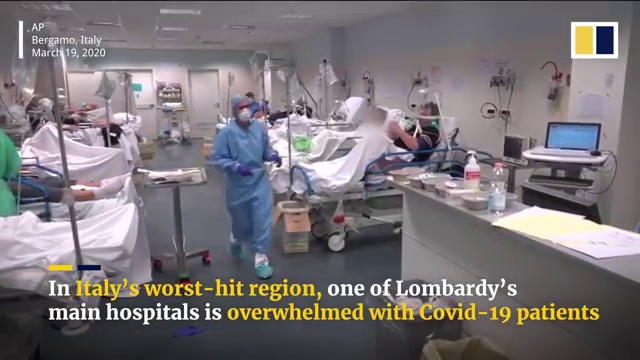 AP
Bergamo, Italy
March 19, 2020
In Italy's worst-hit region, one of Lombardy's
main hospitals is overwhelmed with Covid-19 patients